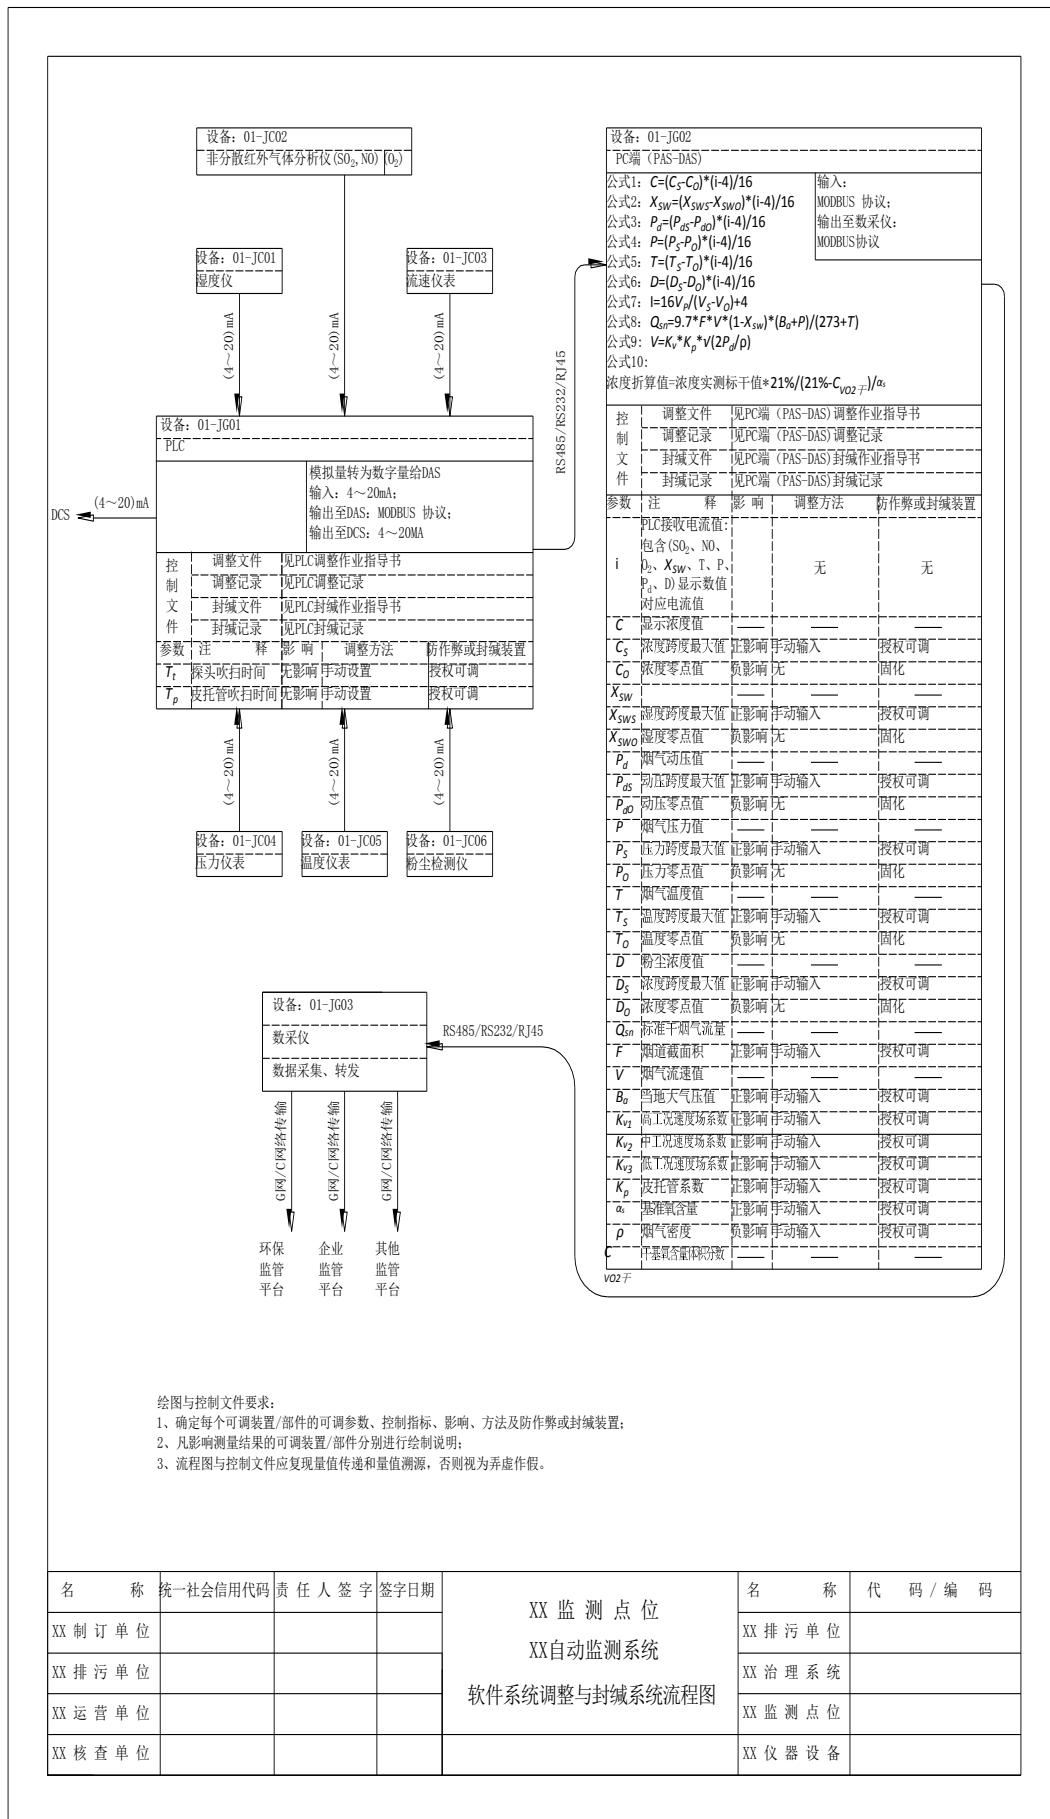 设备: 01-JC02
非分散红外气体分析仪(SO₂,NO) (O₂)
设备: 01-JC01
湿度仪
设备: 01-JC03
流速仪表
(4～20)mA
(4～20)mA
(4～20)mA
设备: 01-JG01
PLC
模拟量转为数字量给DAS
输入: 4～20mA;
输出至DAS: MODBUS 协议;
输出至DCS: 4～20MA
DCS
(4～20)mA
控制文件
调整文件 见PLC调整作业指导书
调整记录 见PLC调整记录
封缄文件 见PLC封缄作业指导书
封缄记录 见PLC封缄记录
参数 注 释 影 响 调整方法 防作弊或封缄装置
Tt 探头吹扫时间 无影响 手动设置 授权可调
Tp 皮托管吹扫时间 无影响 手动设置 授权可调
(4～20)mA
(4～20)mA
(4～20)mA
设备: 01-JC04
压力仪表
设备: 01-JC05
温度仪表
设备: 01-JC06
粉尘检测仪
RS485/RS232/RJ45
设备: 01-JG02
PC端 (PAS-DAS)
公式1: C=(CS-CO)*(i-4)/16
公式2: XSW=(XSWS-XSWO)*(i-4)/16
公式3: Pd=(PdS-PdO)*(i-4)/16
公式4: P=(PS-PO)*(i-4)/16
公式5: T=(TS-TO)*(i-4)/16
公式6: D=(DS-DO)*(i-4)/16
公式7: I=16VP/(VS-VO)+4
公式8: Qsn=9.7*F*V*(1-Xsw)*(Ba+P)/(273+T)
公式9: V=Kv*Kp*√(2Pd/ρ)
公式10:
浓度折算值=浓度实测标干值*21%/(21%-CVO2干)/αs
输入:
MODBUS 协议;
输出至数采仪:
MODBUS协议
控制文件
调整文件 见PC端 (PAS-DAS)调整作业指导书
调整记录 见PC端 (PAS-DAS)调整记录
封缄文件 见PC端 (PAS-DAS)封缄作业指导书
封缄记录 见PC端 (PAS-DAS)封缄记录
参数 注 释 影 响 调整方法 防作弊或封缄装置
i PLC接收电流值: 无 无
包含(SO₂、NO、
O₂、XSW、T、P、
Pd、D)显示数值
对应电流值
C 显示浓度值 —— —— ——
CS 浓度跨度最大值 正影响 手动输入 授权可调
CO 浓度零点值 负影响 无 固化
XSW —— —— ——
XSWS 湿度跨度最大值 正影响 手动输入 授权可调
XSWO 湿度零点值 负影响 无 固化
Pd 烟气动压值 —— —— ——
PdS 动压跨度最大值 正影响 手动输入 授权可调
PdO 动压零点值 负影响 无 固化
P 烟气压力值 —— —— ——
PS 压力跨度最大值 正影响 手动输入 授权可调
PO 压力零点值 负影响 无 固化
T 烟气温度值 —— —— ——
TS 温度跨度最大值 正影响 手动输入 授权可调
TO 温度零点值 负影响 无 固化
D 粉尘浓度值 —— —— ——
DS 浓度跨度最大值 正影响 手动输入 授权可调
DO 浓度零点值 负影响 无 固化
Qsn 标准干烟气流量 —— —— ——
F 烟道截面积 正影响 手动输入 授权可调
V 烟气流速值 —— —— ——
Ba 当地大气压值 正影响 手动输入 授权可调
Kv1 高工况速度场系数 正影响 手动输入 授权可调
Kv2 中工况速度场系数 正影响 手动输入 授权可调
Kv3 低工况速度场系数 正影响 手动输入 授权可调
Kp 皮托管系数 正影响 手动输入 授权可调
αs 基准氧含量 正影响 手动输入 授权可调
ρ 烟气密度 负影响 手动输入 授权可调
C 干基氧含量体积分数 —— —— ——
VO2干
设备: 01-JG03
数采仪
数据采集、转发
RS485/RS232/RJ45
G网/C网络传输
G网/C网络传输
G网/C网络传输
环保 企业 其他
监管 监管 监管
平台 平台 平台
绘图与控制文件要求:
1、确定每个可调装置/部件的可调参数、控制指标、影响、方法及防作弊或封缄装置;
2、凡影响测量结果的可调装置/部件分别进行绘制说明;
3、流程图与控制文件应复现量值传递和量值溯源, 否则视为弄虚作假。
名 称 统一社会信用代码 责任人签字 签字日期
XX 制 订 单 位
XX 排 污 单 位
XX 运 营 单 位
XX 核 查 单 位
XX 监 测 点 位
XX自动监测系统
软件系统调整与封缄系统流程图
名 称 代 码 / 编 码
XX 排 污 单 位
XX 治 理 系 统
XX 监 测 点 位
XX 仪 器 设 备